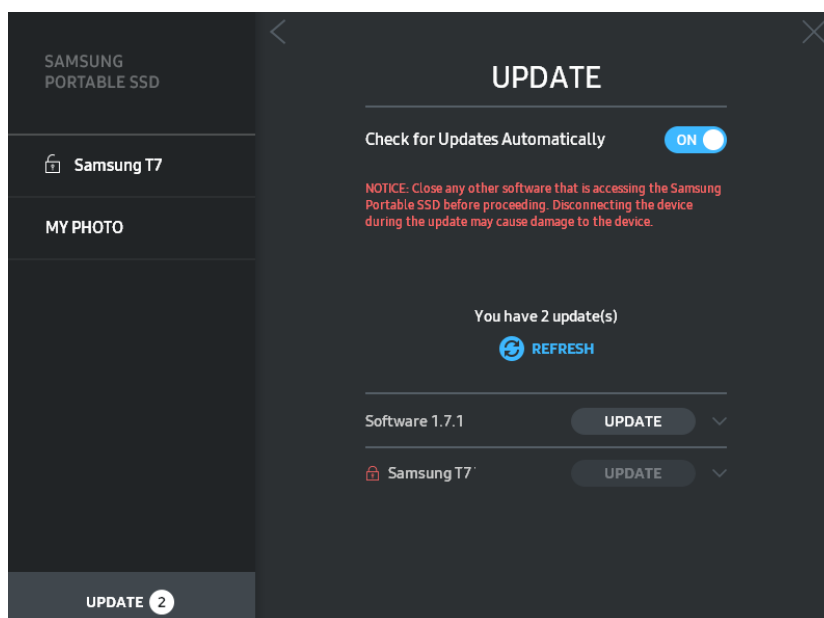 SAMSUNG
PORTABLE SSD
Samsung T7
MY PHOTO
UPDATE 2
UPDATE
Check for Updates Automatically
ON
NOTICE: Close any other software that is accessing the Samsung
Portable SSD before proceeding. Disconnecting the device
during the update may cause damage to the device.
You have 2 update(s)
REFRESH
Software 1.7.1 UPDATE
Samsung T7 UPDATE